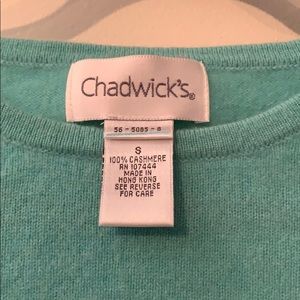 Chadwick's®
56-5085-8
S
100% CASHMERE
RN 107444
MADE IN
HONG KONG
SEE REVERSE
FOR CARE